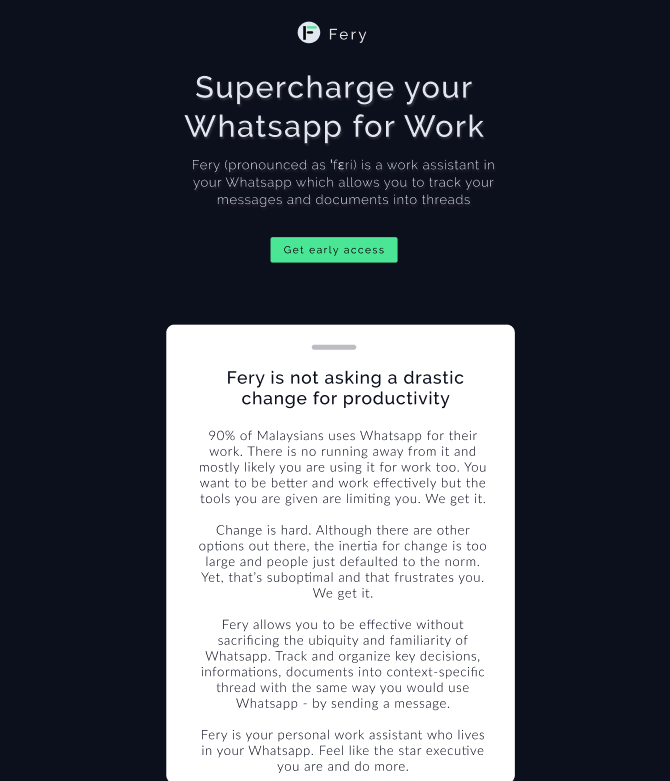 Fery
Supercharge your
Whatsapp for Work
Fery (pronounced as 'fɛri) is a work assistant in
your Whatsapp which allows you to track your
messages and documents into threads
Get early access
Fery is not asking a drastic
change for productivity
90% of Malaysians uses Whatsapp for their
work. There is no running away from it and
mostly likely you are using it for work too. You
want to be better and work effectively but the
tools you are given are limiting you. We get it.
Change is hard. Although there are other
options out there, the inertia for change is too
large and people just defaulted to the norm.
Yet, that's suboptimal and that frustrates you.
We get it.
Fery allows you to be effective without
sacrificing the ubiquity and familiarity of
Whatsapp. Track and organize key decisions,
informations, documents into context-specific
thread with the same way you would use
Whatsapp - by sending a message.
Fery is your personal work assistant who lives
in your Whatsapp. Feel like the star executive
you are and do more.